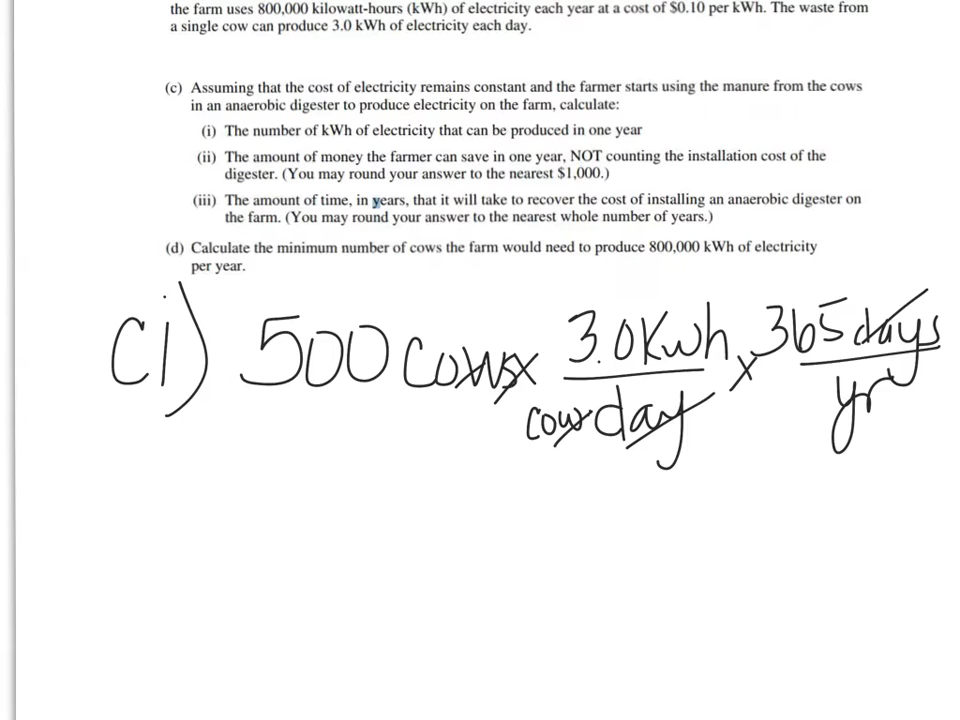 the farm uses 800,000 kilowatt-hours (kWh) of electricity each year at a cost of $0.10 per kWh. The waste from
a single cow can produce 3.0 kWh of electricity each day.
(c) Assuming that the cost of electricity remains constant and the farmer starts using the manure from the cows
in an anaerobic digester to produce electricity on the farm, calculate:
(i) The number of kWh of electricity that can be produced in one year
(ii) The amount of money the farmer can save in one year, NOT counting the installation cost of the
digester. (You may round your answer to the nearest $1,000.)
(iii) The amount of time, in years, that it will take to recover the cost of installing an anaerobic digester on
the farm. (You may round your answer to the nearest whole number of years.)
(d) Calculate the minimum number of cows the farm would need to produce 800,000 kWh of electricity
per year.
Ci) 500 cows x 3.0 Kwh x 365 days
cow day yr